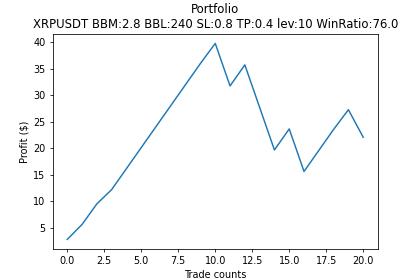 Portfolio
XRPUSDT BBM:2.8 BBL:240 SL:0.8 TP:0.4 lev:10 WinRatio:76.0
40
35
30
25
20
15
10
5
Profit ($)
0.0 2.5 5.0 7.5 10.0 12.5 15.0 17.5 20.0
Trade counts